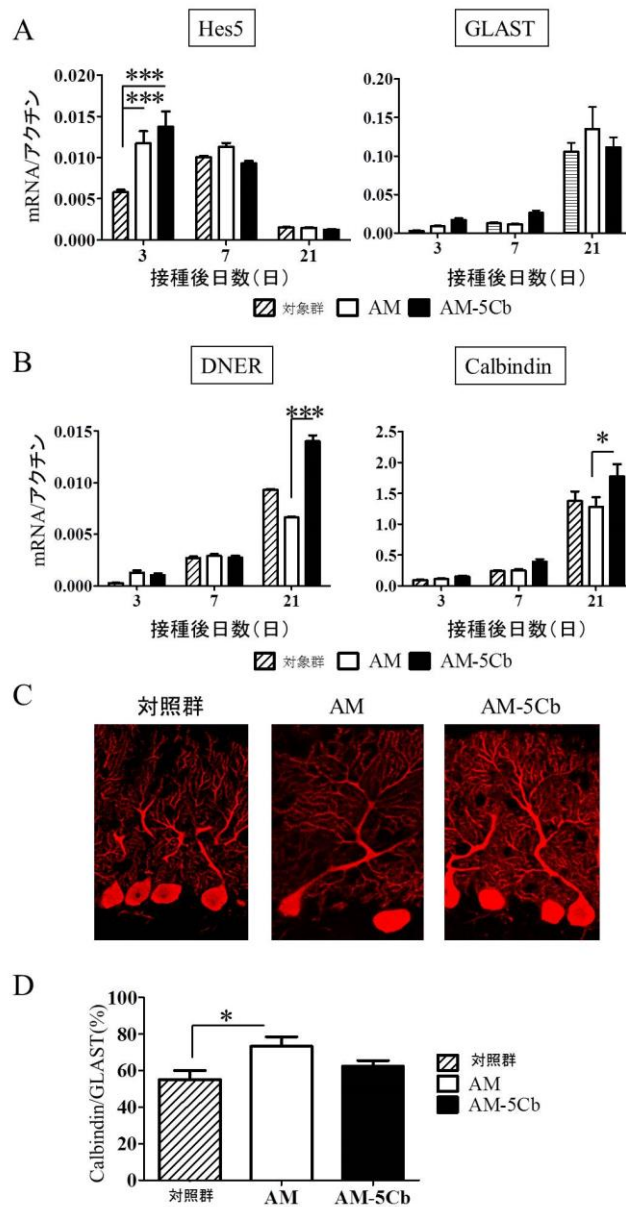 A
Hes5
GLAST
mRNA/アクチン
0.020
0.015
0.010
0.005
0.000
***
***
3 7 21
接種後日数(日)
0.20
0.15
0.10
0.05
0.00
3 7 21
接種後日数(日)
対象群 AM AM-5Cb
B
DNER
Calbindin
mRNA/アクチン
0.015
0.010
0.005
0.000
***
3 7 21
接種後日数(日)
2.5
2.0
1.5
1.0
0.5
0.0
*
3 7 21
接種後日数(日)
対象群 AM AM-5Cb
C
対照群 AM AM-5Cb
D
Calbindin/GLAST(%)
100
80
60
40
20
0
*
対照群 AM AM-5Cb
対照群
AM
AM-5Cb